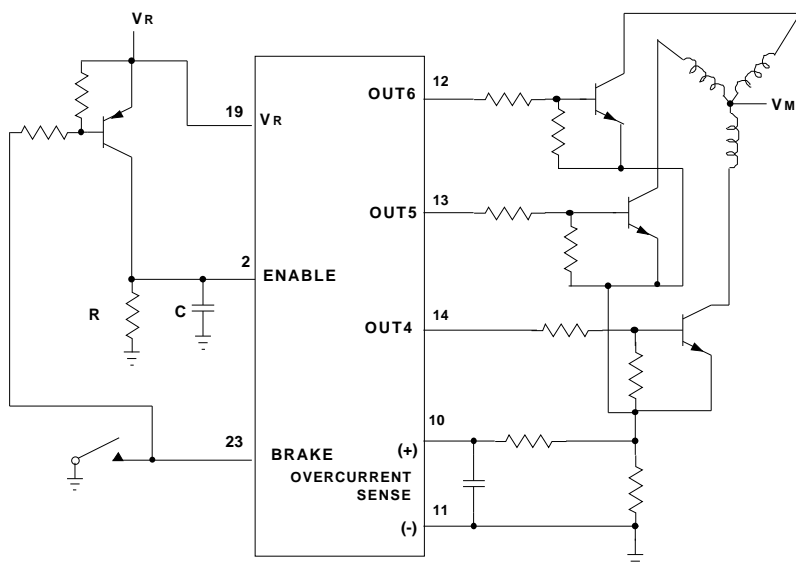 VR
19
VR
12
OUT6
VM
13
OUT5
2
ENABLE
R
C
14
OUT4
10
(+)
23
BRAKE
OVERCURRENT
SENSE
11
(-)